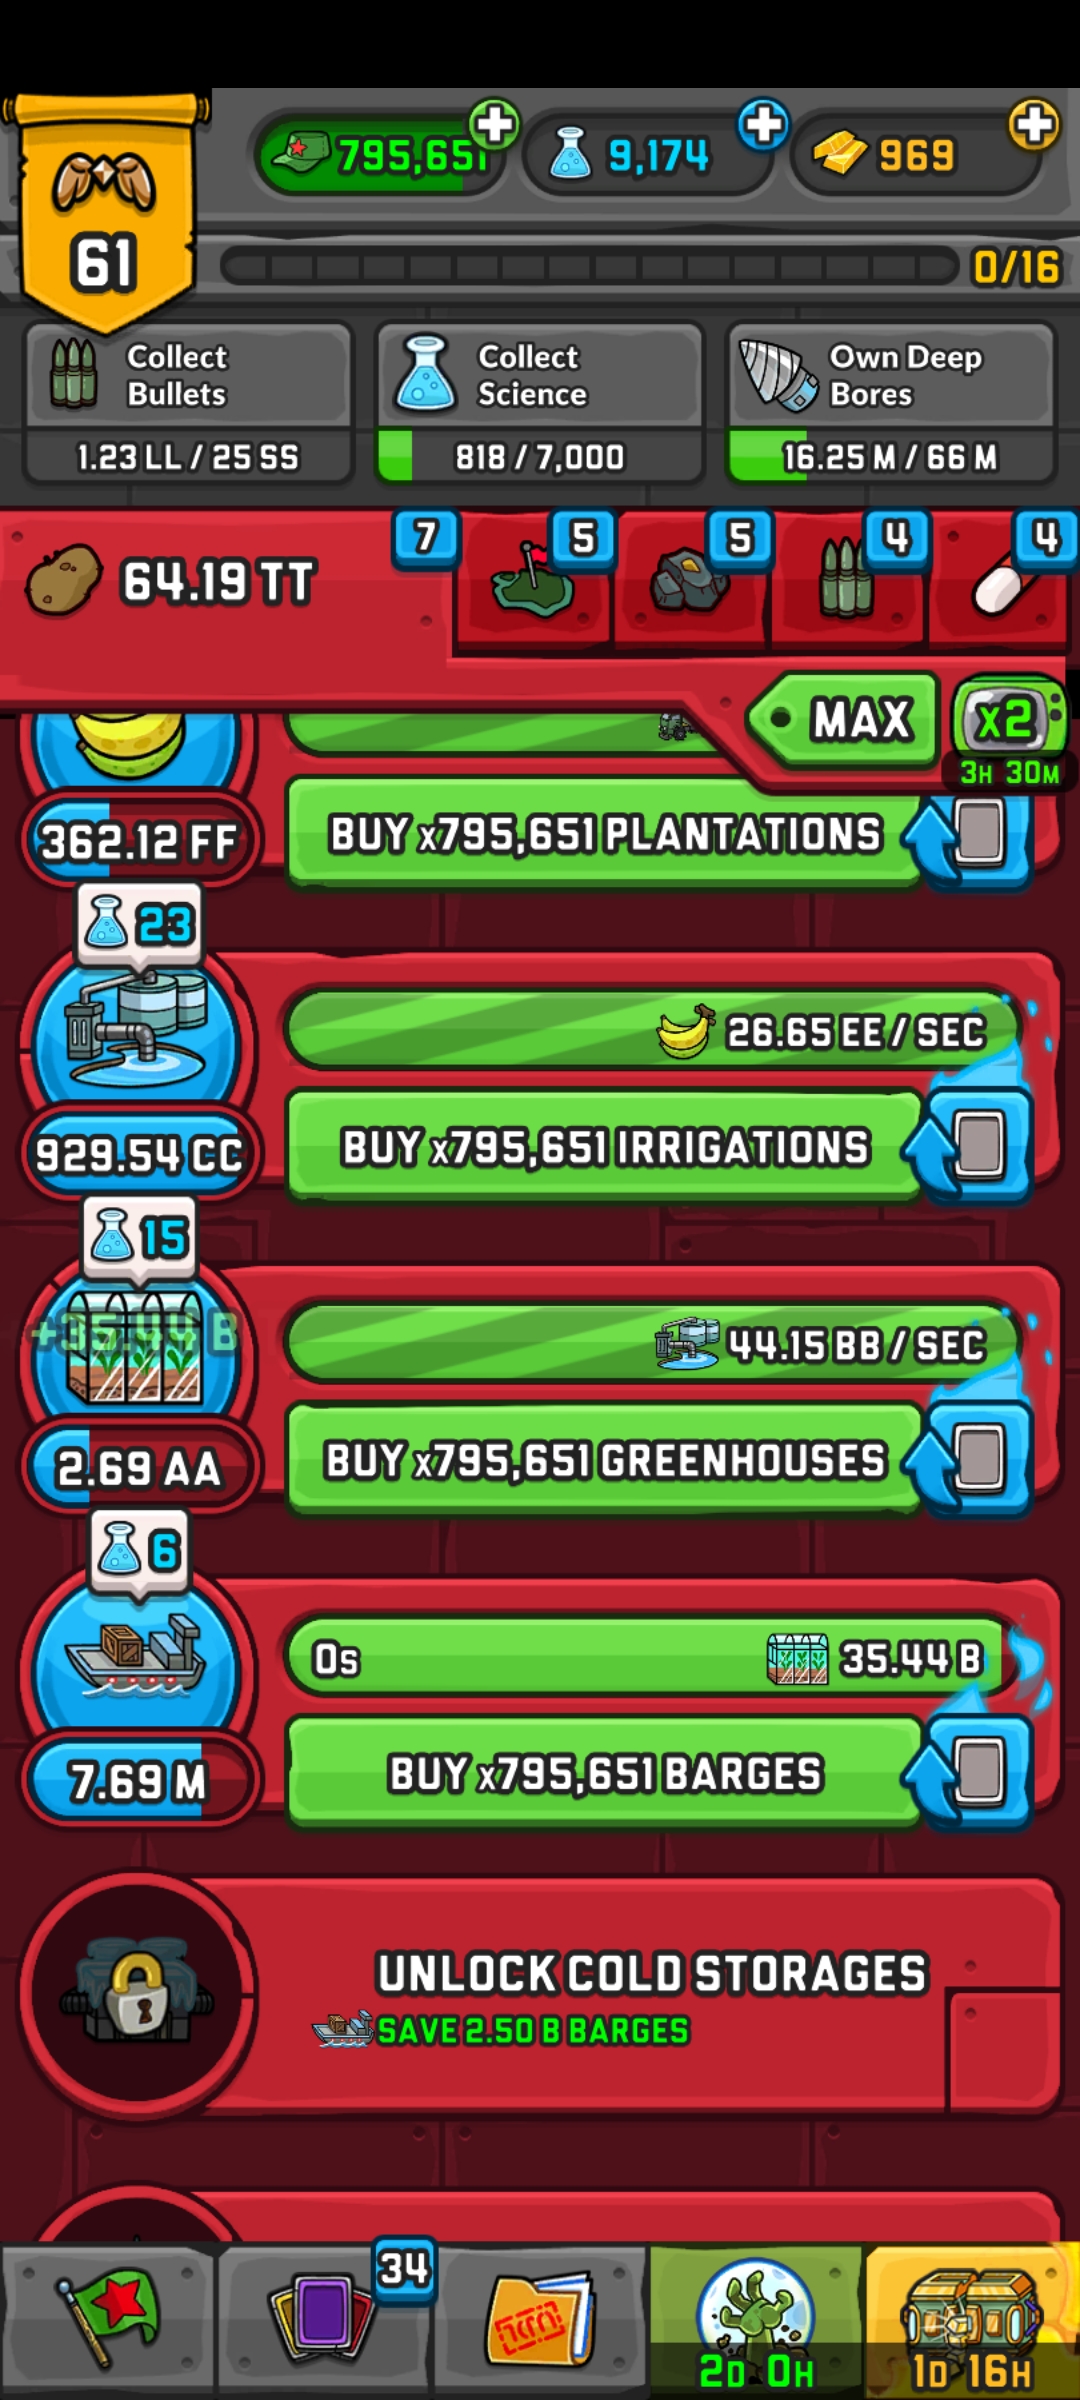 795,651
9,174
969
61
0/16
Collect Bullets
1.23 LL / 25 SS
Collect Science
818 / 7,000
Own Deep Bores
16.25 M / 66 M
64.19 TT
7
5
5
4
4
MAX
x2
3H 30M
362.12 FF
BUY x795,651 PLANTATIONS
23
26.65 EE / SEC
929.54 CC
BUY x795,651 IRRIGATIONS
15
+35.44 B
44.15 BB / SEC
2.69 AA
BUY x795,651 GREENHOUSES
6
0s
35.44 B
7.69 M
BUY x795,651 BARGES
UNLOCK COLD STORAGES
SAVE 2.50 B BARGES
34
2D 0H
1D 16H